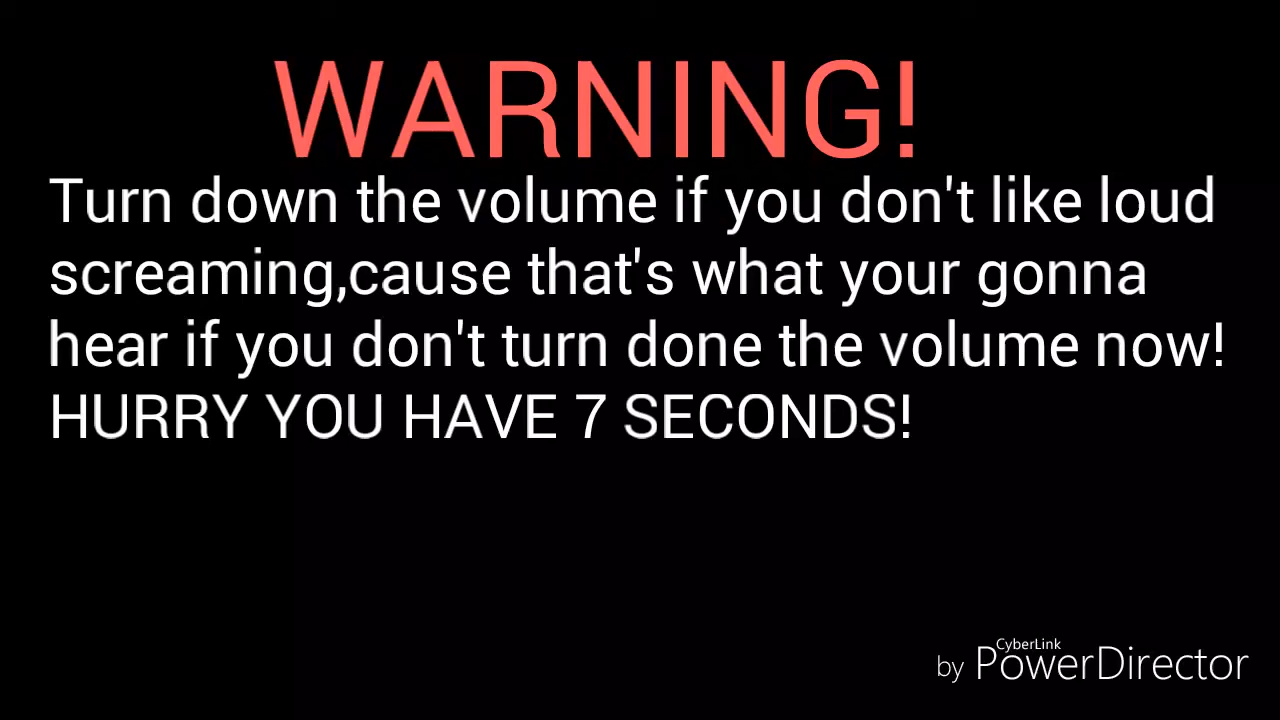 WARNING!
Turn down the volume if you don't like loud
screaming,cause that's what your gonna
hear if you don't turn done the volume now!
HURRY YOU HAVE 7 SECONDS!
CyberLink
by PowerDirector